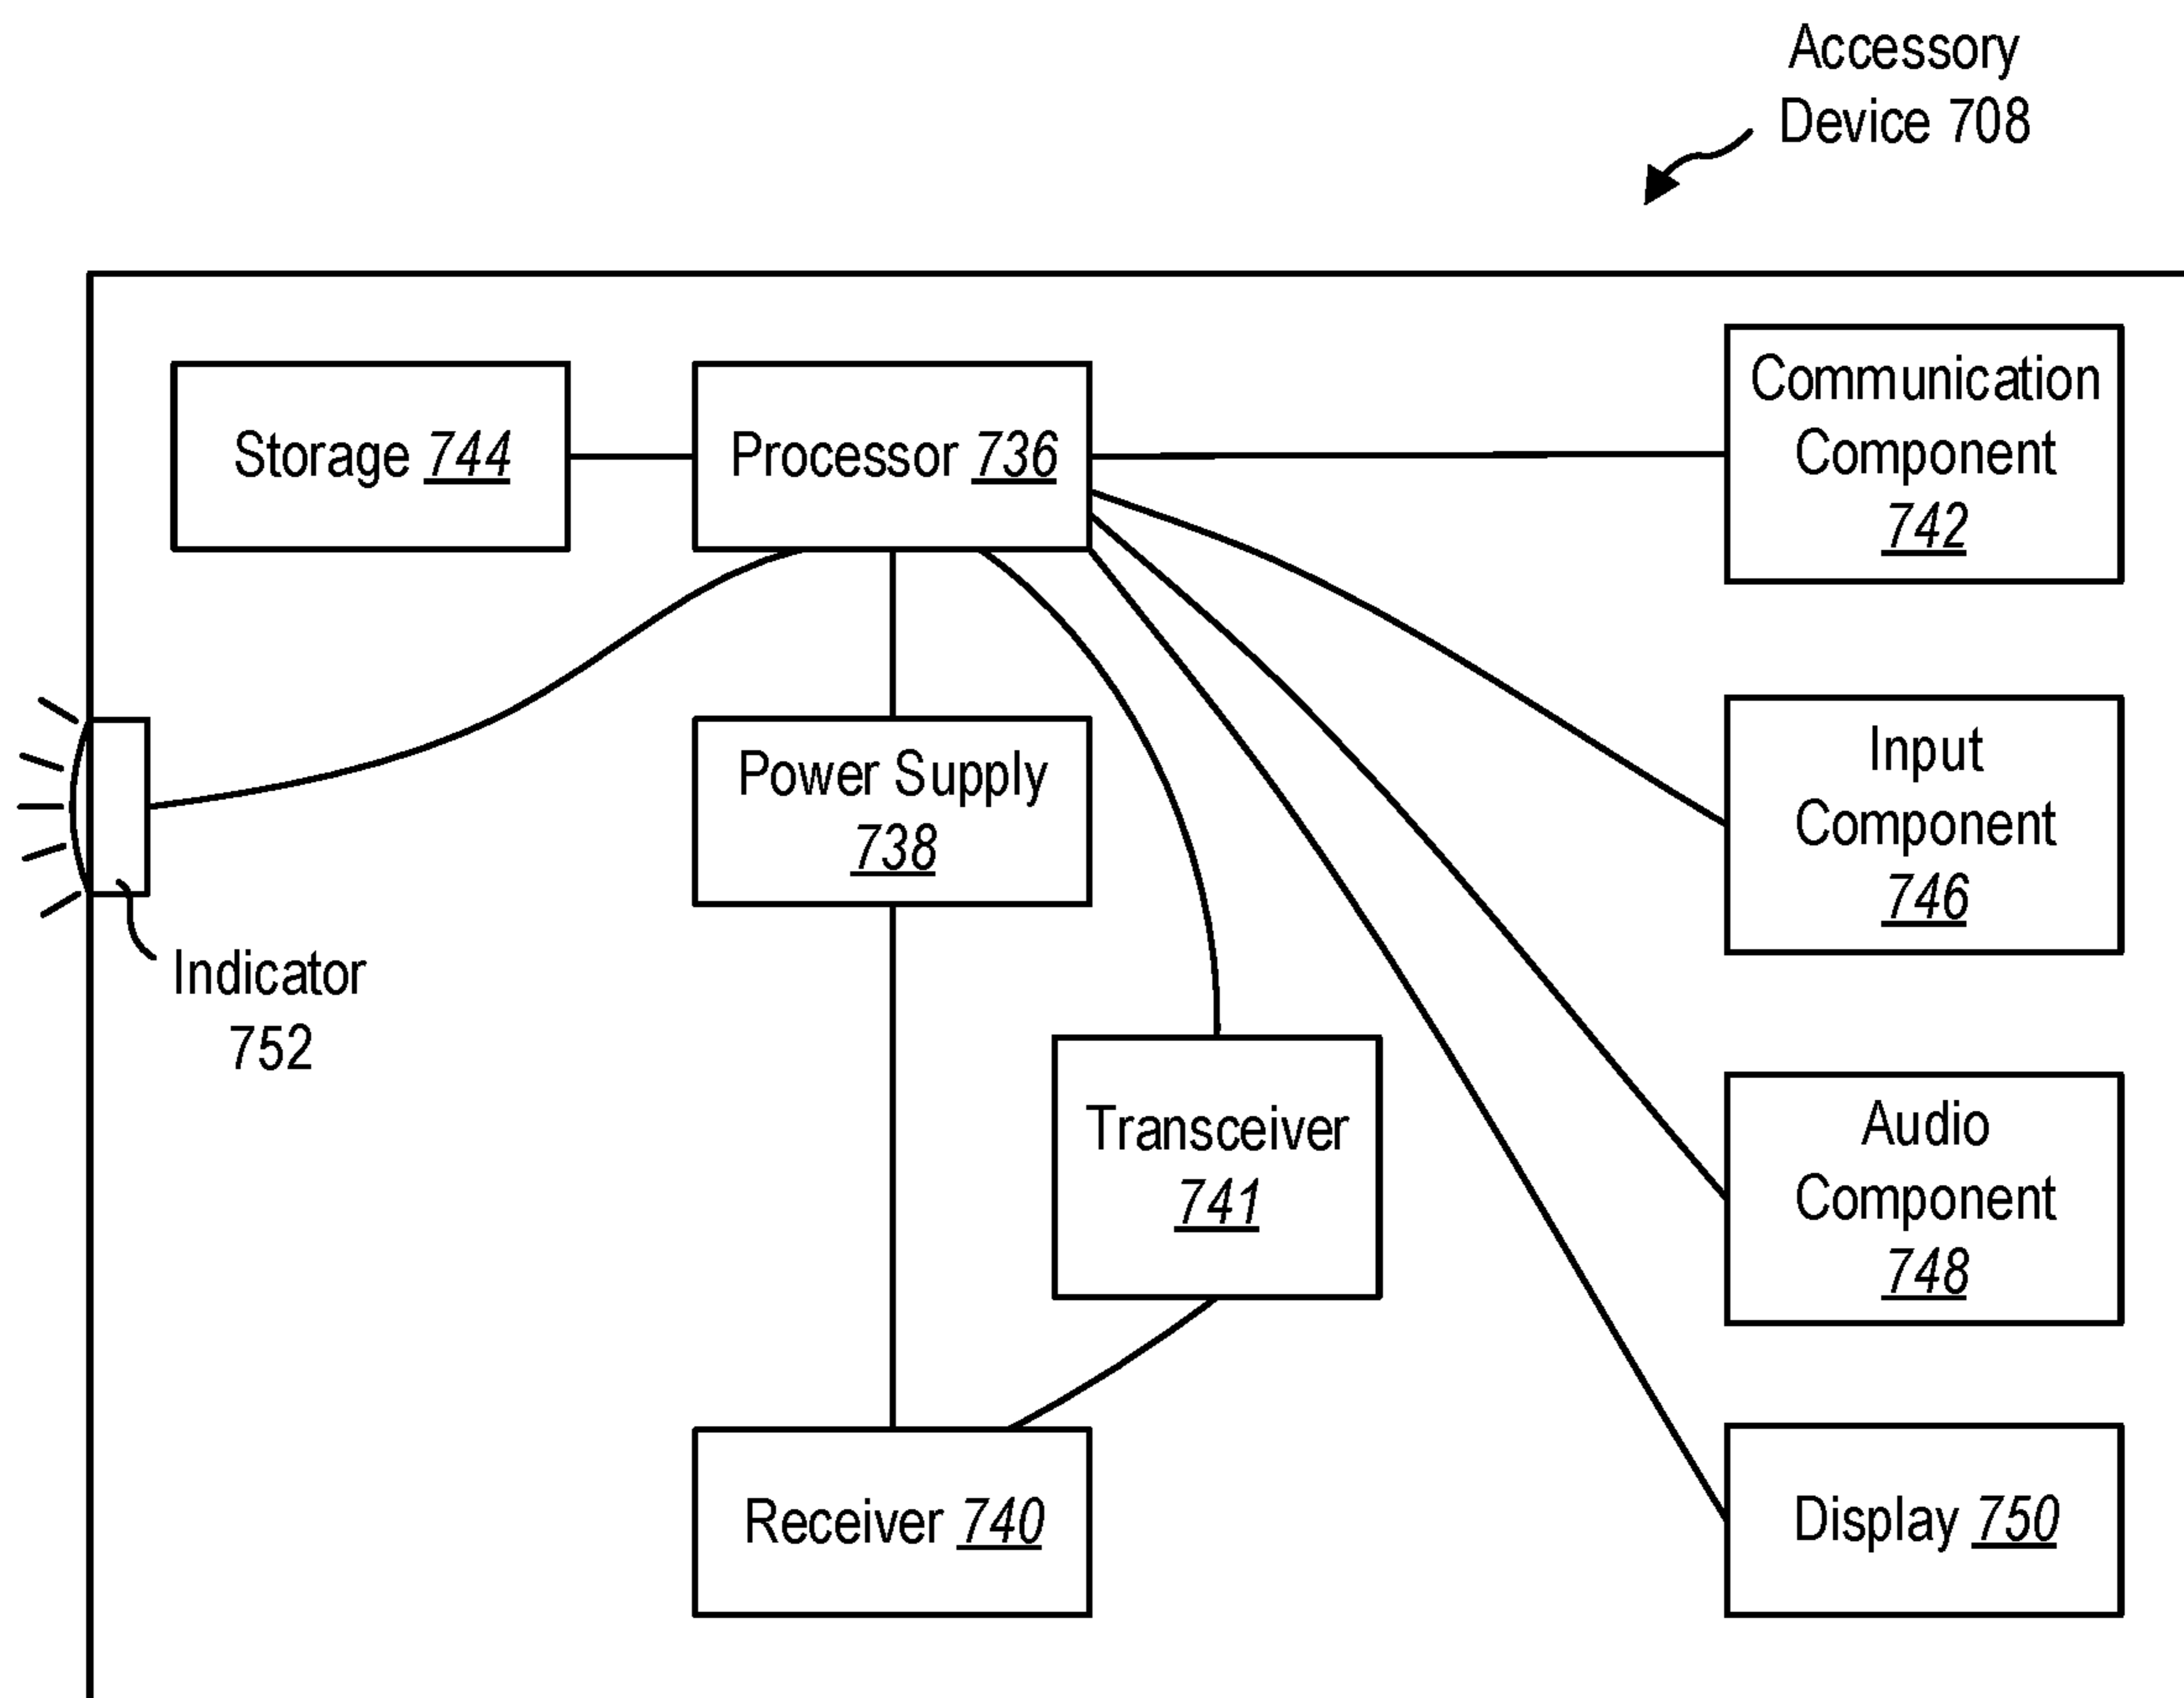 Accessory
Device 708
Storage 744
Processor 736
Communication
Component
742
Power Supply
738
Input
Component
746
Indicator
752
Transceiver
741
Audio
Component
748
Receiver 740
Display 750